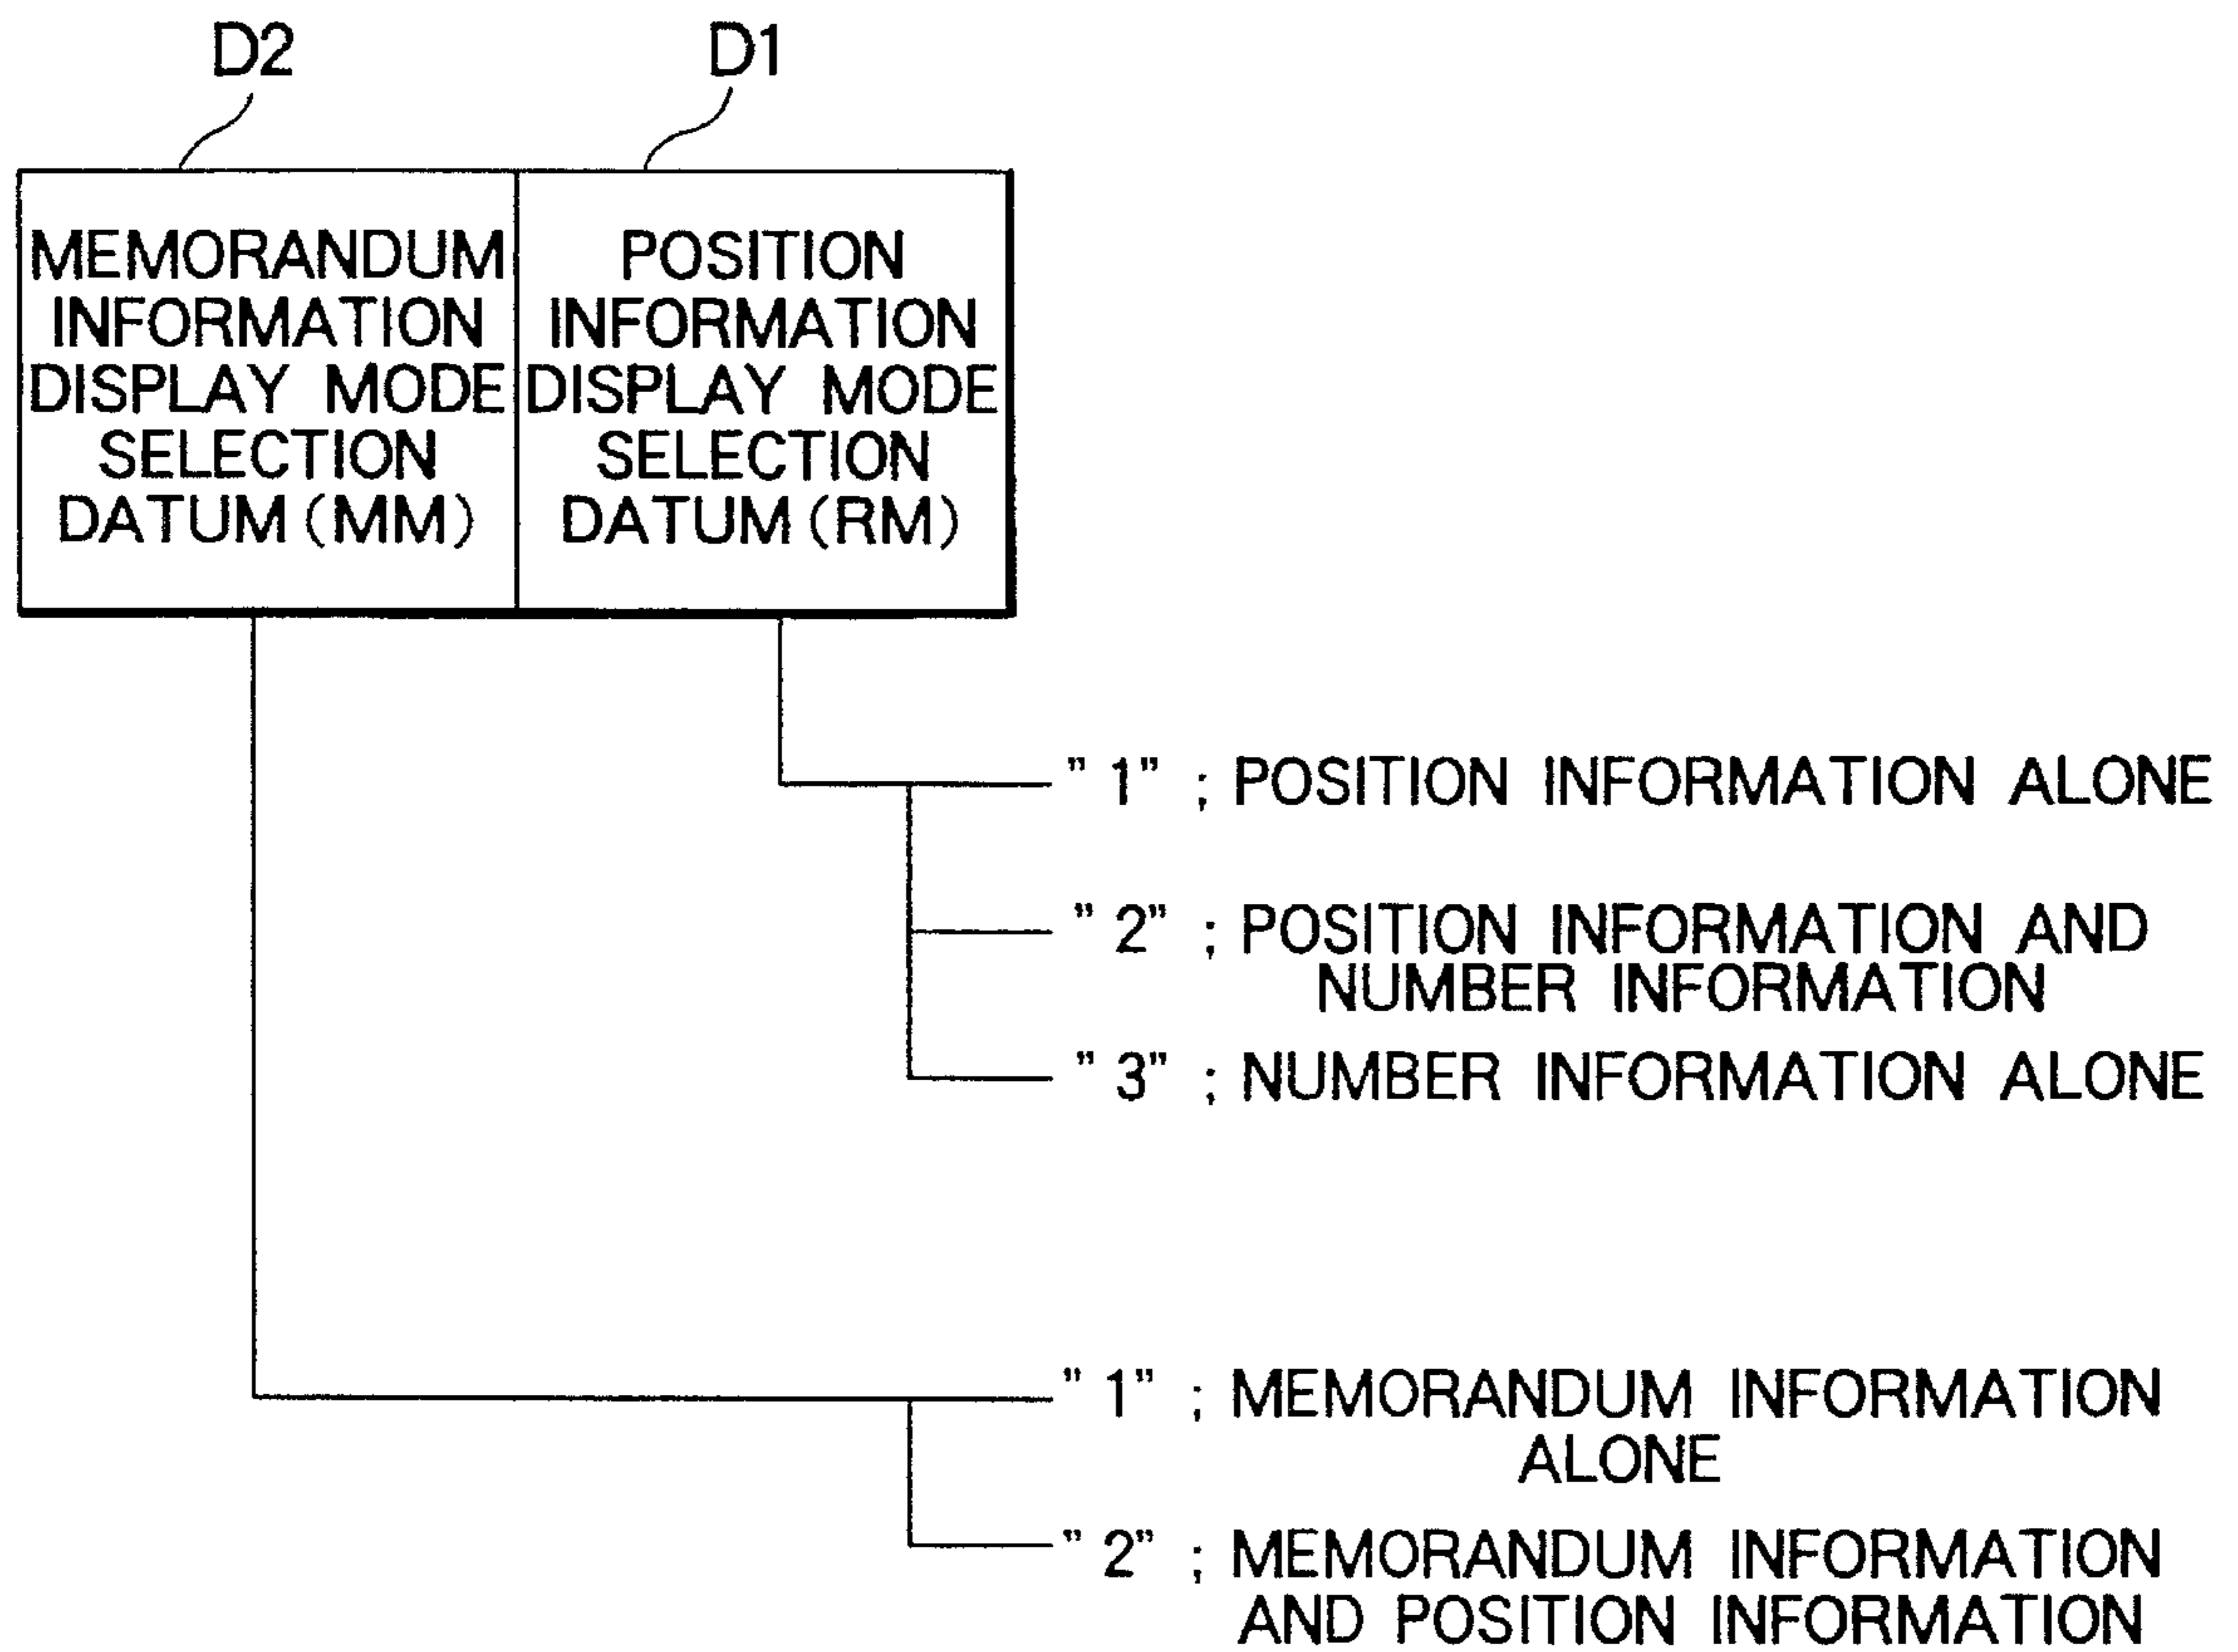 D2
D1
MEMORANDUM
INFORMATION
DISPLAY MODE
SELECTION
DATUM (MM)
POSITION
INFORMATION
DISPLAY MODE
SELECTION
DATUM (RM)
"1" ; POSITION INFORMATION ALONE
"2" ; POSITION INFORMATION AND
NUMBER INFORMATION
"3" ; NUMBER INFORMATION ALONE
"1" ; MEMORANDUM INFORMATION
ALONE
"2" ; MEMORANDUM INFORMATION
AND POSITION INFORMATION